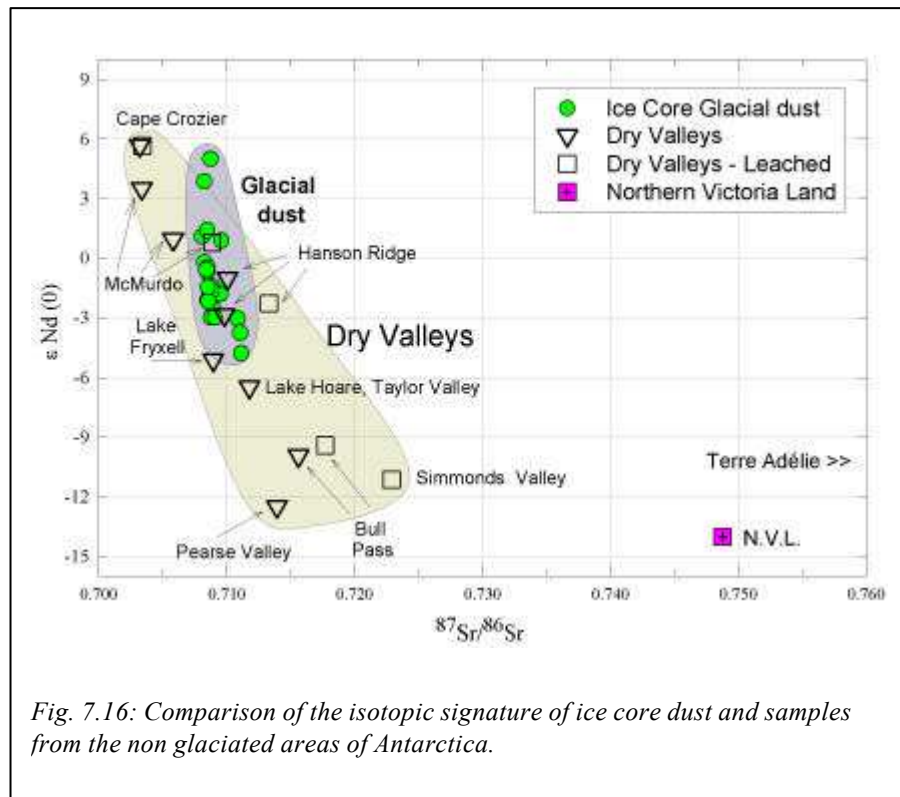 9
6
3
0
-3
-6
-9
-12
-15
ε Nd (0)
Cape Crozier
Ice Core Glacial dust
Dry Valleys
Dry Valleys - Leached
Northern Victoria Land
Glacial
dust
Hanson Ridge
McMurdo
Lake
Fryxell
Dry Valleys
Lake Hoare, Taylor Valley
Terre Adélie >>
Simmonds Valley
Bull
Pass
Pearse Valley
N.V.L.
0.700 0.710 0.720 0.730 0.740 0.750 0.760
⁸⁷Sr/⁸⁶Sr
Fig. 7.16: Comparison of the isotopic signature of ice core dust and samples
from the non glaciated areas of Antarctica.